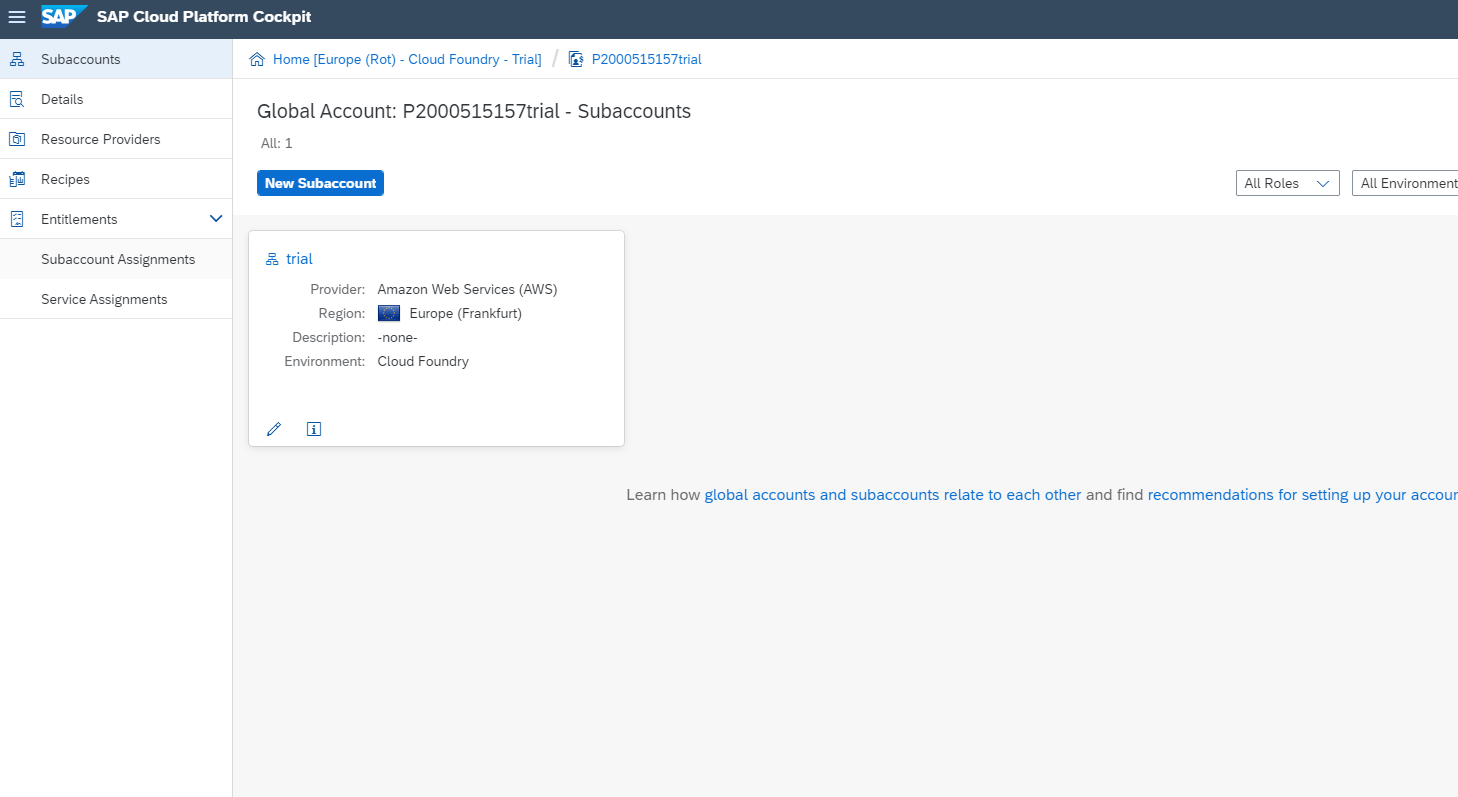 SAP SAP Cloud Platform Cockpit
Subaccounts
Details
Resource Providers
Recipes
Entitlements
Subaccount Assignments
Service Assignments
Home [Europe (Rot) - Cloud Foundry - Trial] / P2000515157trial
Global Account: P2000515157trial - Subaccounts
All: 1
New Subaccount
All Roles
All Environment
trial
Provider: Amazon Web Services (AWS)
Region: Europe (Frankfurt)
Description: -none-
Environment: Cloud Foundry
Learn how global accounts and subaccounts relate to each other and find recommendations for setting up your accour